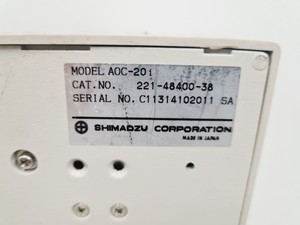 MODEL AOC-20i
CAT.NO. 221-48400-38
SERIAL NO. C11314102011 SA
SHIMADZU CORPORATION
MADE IN JAPAN